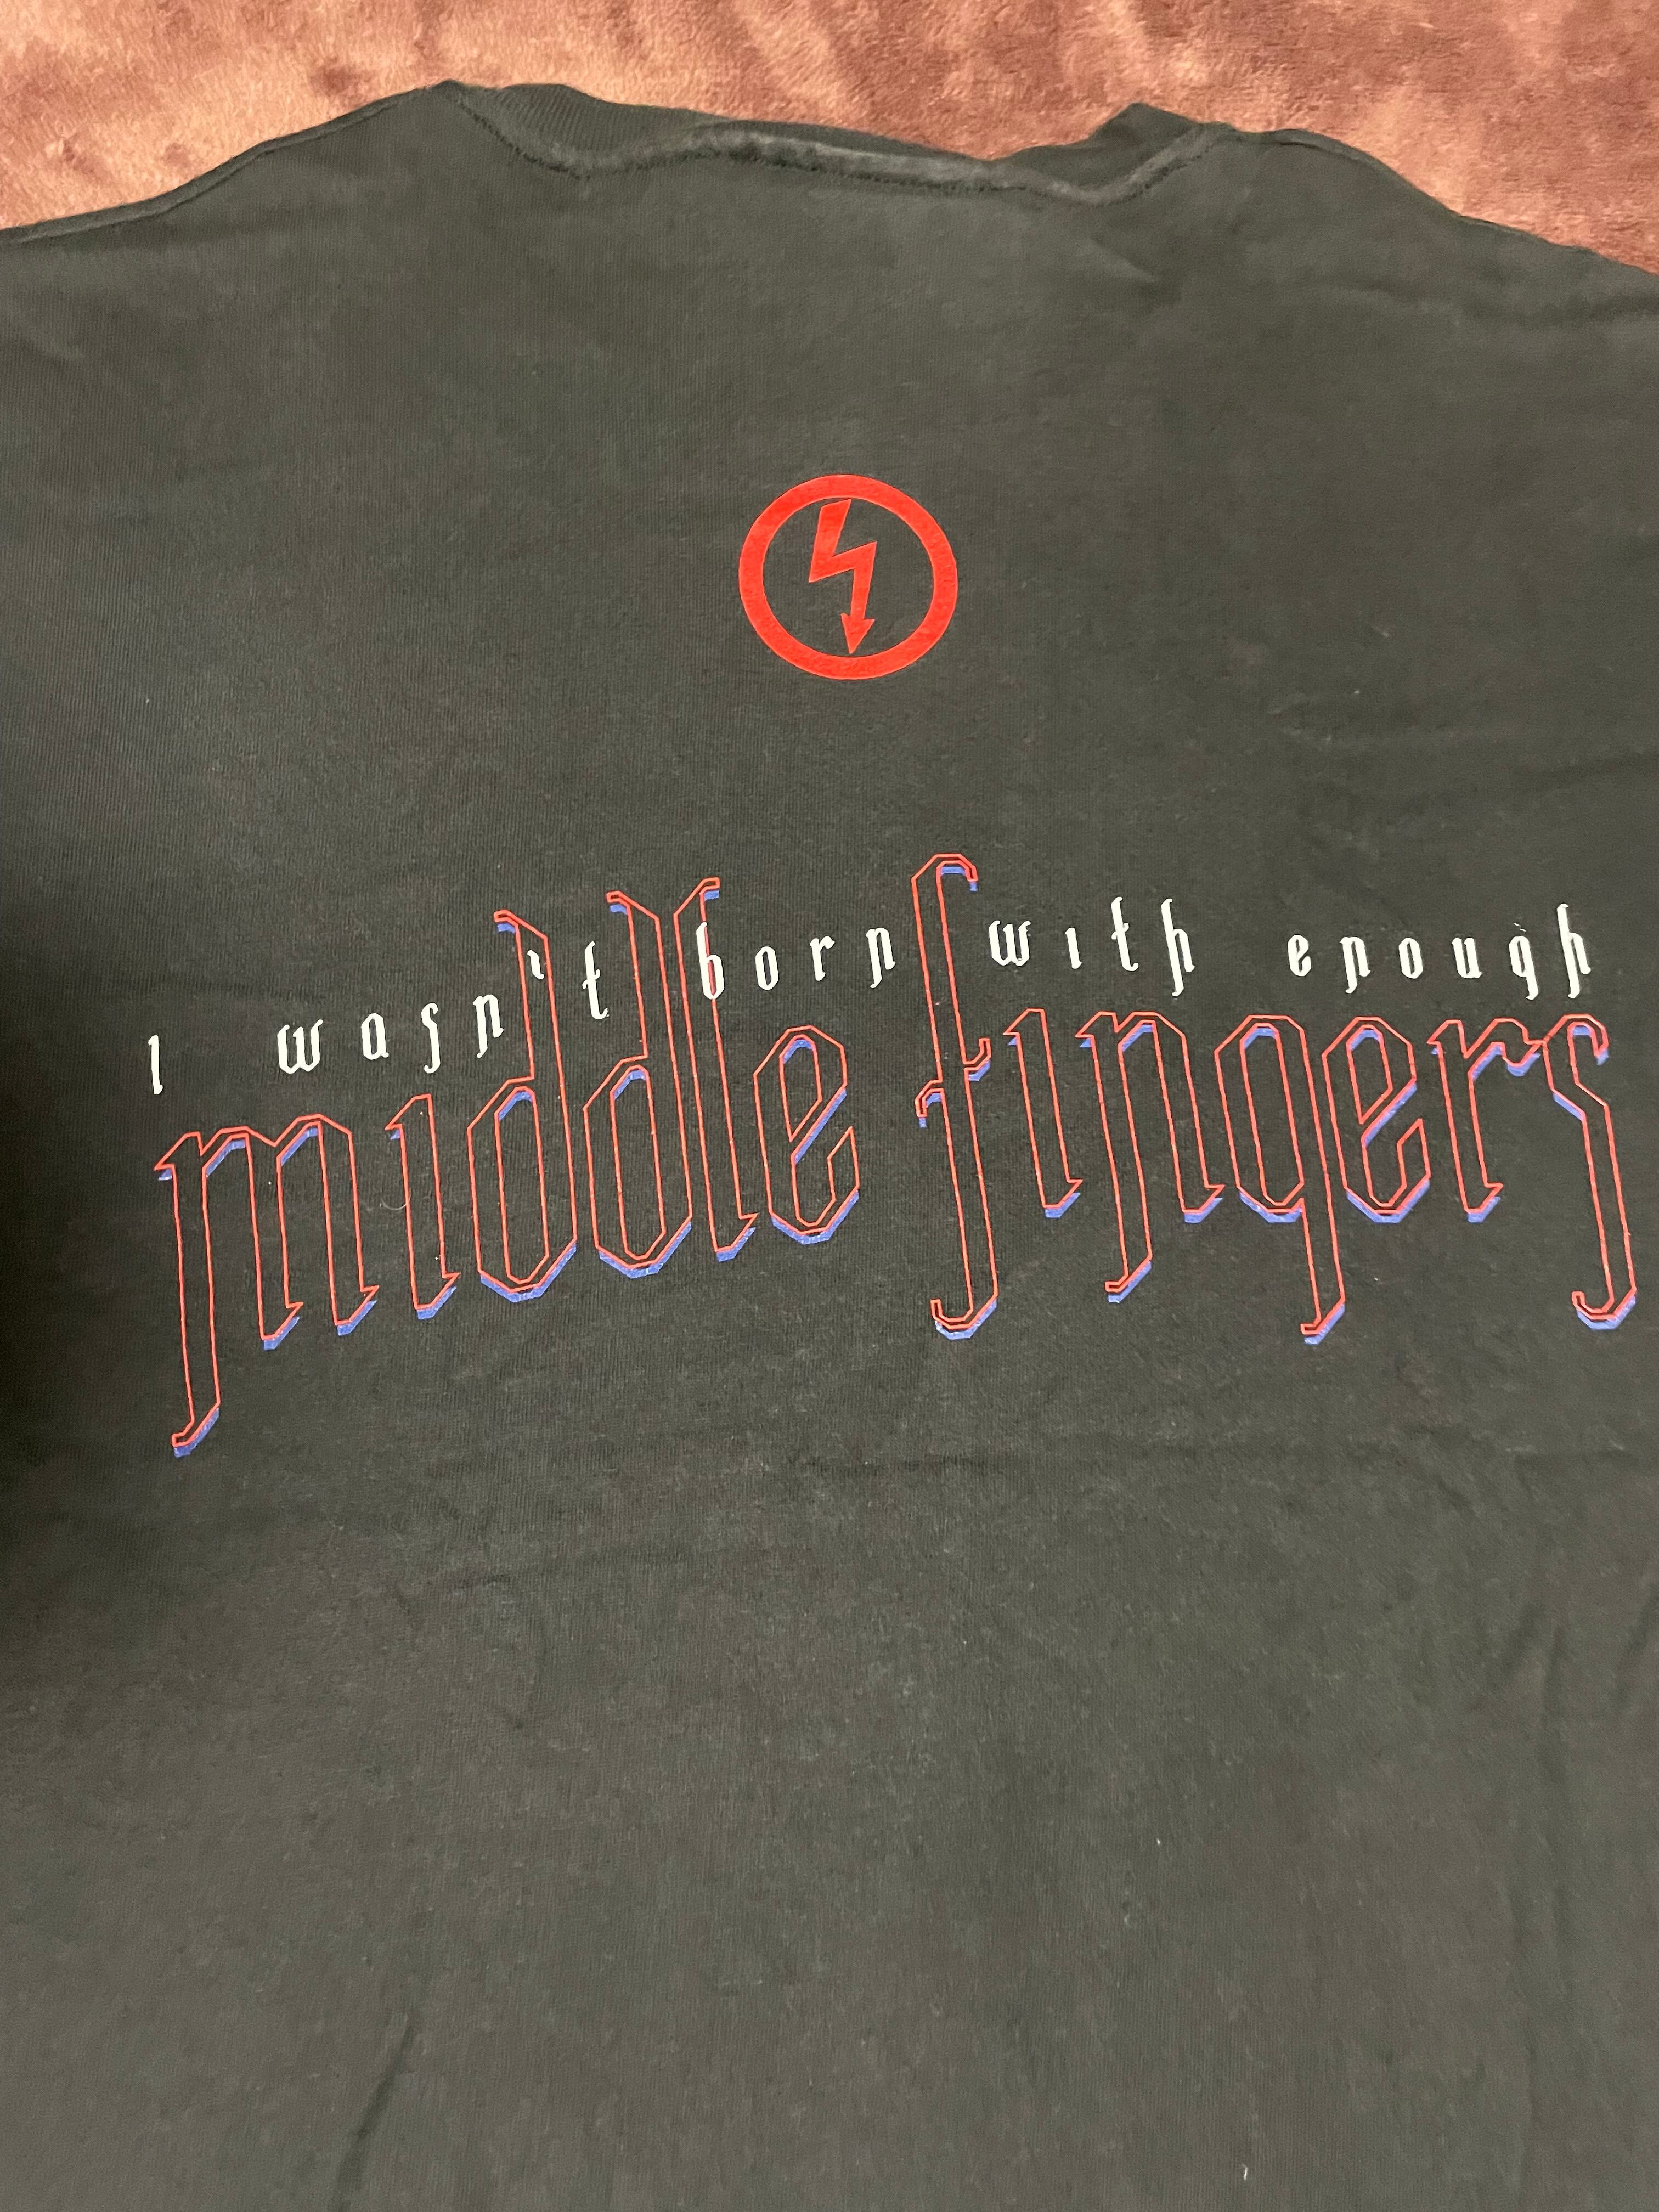 i wasn't born with enough
middle fingers